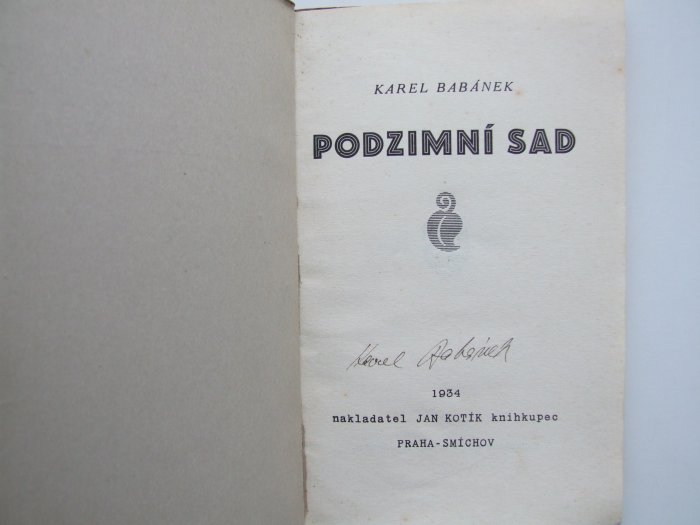 KAREL BABÁNEK
PODZIMNÍ SAD
Karel Babánek
1934
nakladatel JAN KOTÍK knihkupec
PRAHA-SMÍCHOV